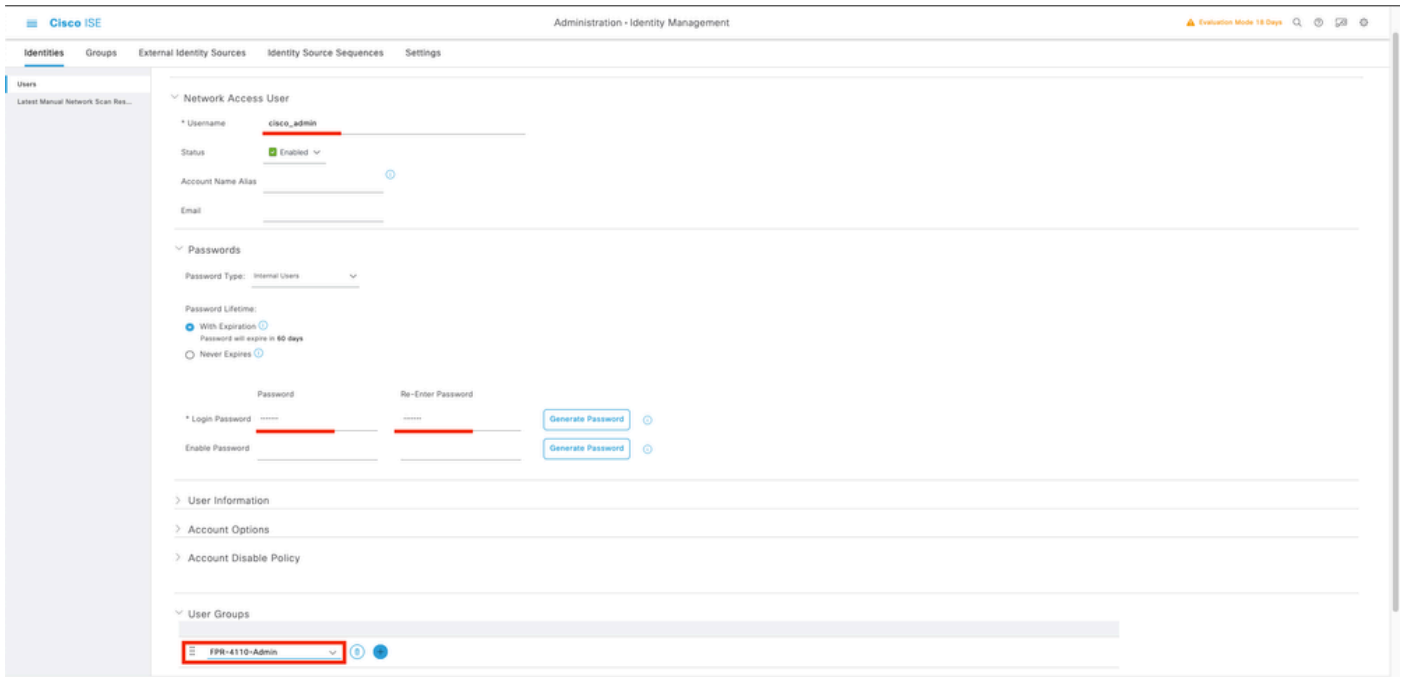 Cisco ISE
Administration · Identity Management
Evaluation Mode 18 Days
Identities Groups External Identity Sources Identity Source Sequences Settings
Users
Latest Manual Network Scan Res...
Network Access User
* Username cisco_admin
Status Enabled
Account Name Alias
Email
Passwords
Password Type: Internal Users
Password Lifetime:
With Expiration
Password will expire in 60 days
Never Expires
Password Re-Enter Password
* Login Password ······· ······· Generate Password
Enable Password Generate Password
User Information
Account Options
Account Disable Policy
User Groups
FPR-4110-Admin